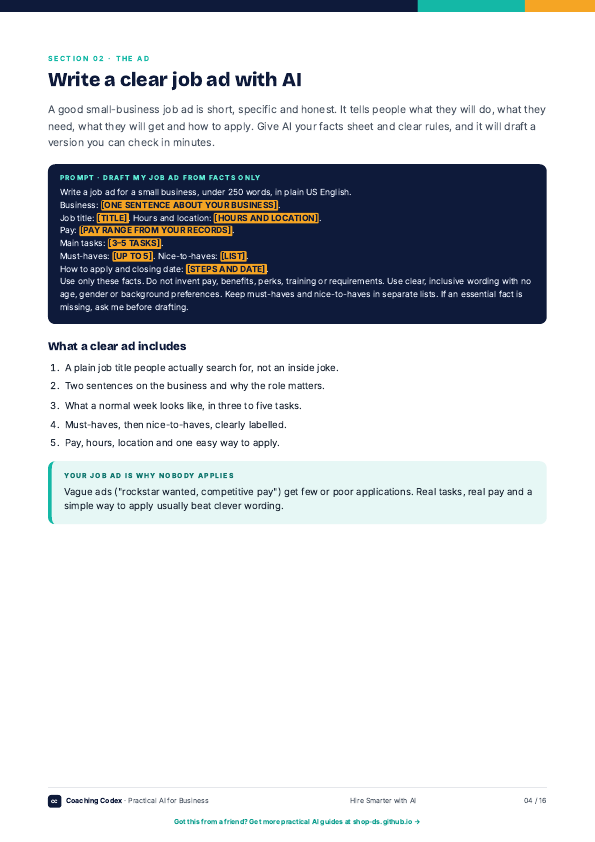 SECTION 02 · THE AD
Write a clear job ad with AI
A good small-business job ad is short, specific and honest. It tells people what they will do, what they
need, what they will get and how to apply. Give AI your facts sheet and clear rules, and it will draft a
version you can check in minutes.
PROMPT · DRAFT MY JOB AD FROM FACTS ONLY
Write a job ad for a small business, under 250 words, in plain US English.
Business: [ONE SENTENCE ABOUT YOUR BUSINESS].
Job title: [TITLE]. Hours and location: [HOURS AND LOCATION].
Pay: [PAY RANGE FROM YOUR RECORDS].
Main tasks: [3–5 TASKS].
Must-haves: [UP TO 5]. Nice-to-haves: [LIST].
How to apply and closing date: [STEPS AND DATE].
Use only these facts. Do not invent pay, benefits, perks, training or requirements. Use clear, inclusive wording with no
age, gender or background preferences. Keep must-haves and nice-to-haves in separate lists. If an essential fact is
missing, ask me before drafting.
What a clear ad includes
1. A plain job title people actually search for, not an inside joke.
2. Two sentences on the business and why the role matters.
3. What a normal week looks like, in three to five tasks.
4. Must-haves, then nice-to-haves, clearly labelled.
5. Pay, hours, location and one easy way to apply.
YOUR JOB AD IS WHY NOBODY APPLIES
Vague ads ("rockstar wanted, competitive pay") get few or poor applications. Real tasks, real pay and a
simple way to apply usually beat clever wording.
cc Coaching Codex · Practical AI for Business Hire Smarter with AI 04 / 16
Got this from a friend? Get more practical AI guides at shop-ds.github.io →